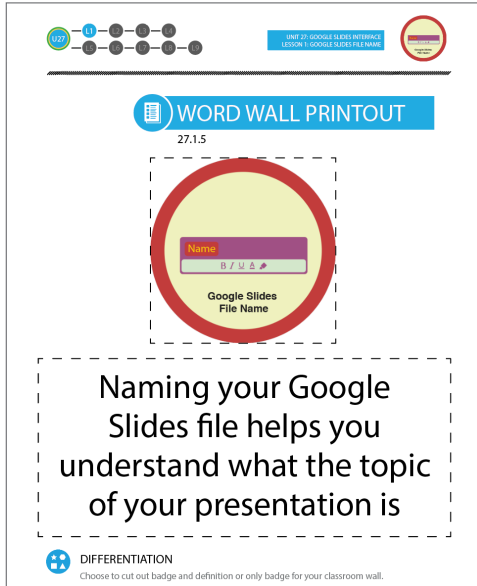 U27 L1 L2 L3 L4
L5 L6 L7 L8 L9
UNIT 27: GOOGLE SLIDES INTERFACE
LESSON 1: GOOGLE SLIDES FILE NAME
WORD WALL PRINTOUT
27.1.5
Name
B I U A
Google Slides
File Name
Naming your Google
Slides file helps you
understand what the topic
of your presentation is
DIFFERENTIATION
Choose to cut out badge and definition or only badge for your classroom wall.